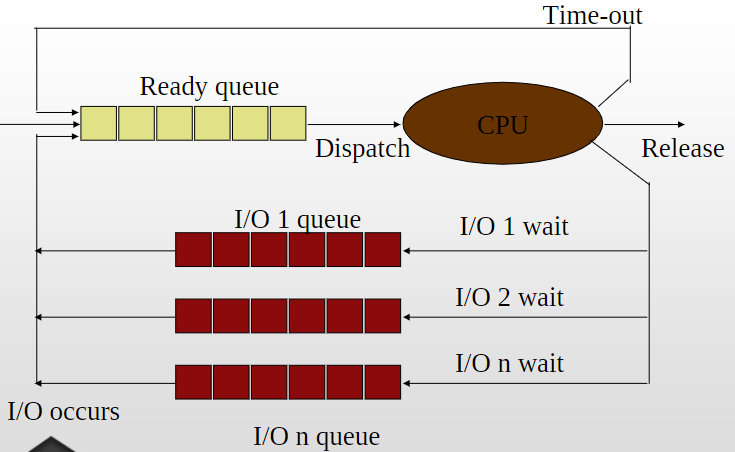 Time-out
Ready queue
CPU
Dispatch
Release
I/O 1 queue
I/O 1 wait
I/O 2 wait
I/O n wait
I/O occurs
I/O n queue